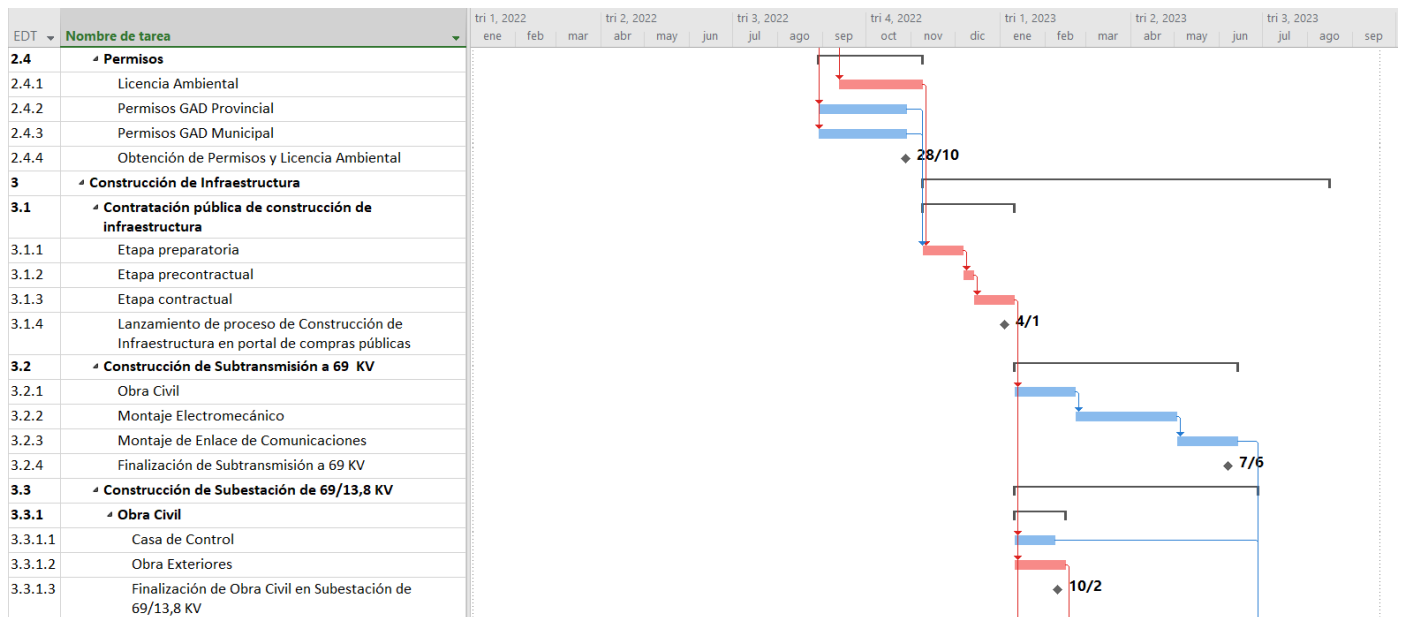 tri 1, 2022 tri 2, 2022 tri 3, 2022 tri 4, 2022 tri 1, 2023 tri 2, 2023 tri 3, 2023
EDT Nombre de tarea ene feb mar abr may jun jul ago sep oct nov dic ene feb mar abr may jun jul ago sep
2.4 Permisos
2.4.1 Licencia Ambiental
2.4.2 Permisos GAD Provincial
2.4.3 Permisos GAD Municipal
2.4.4 Obtención de Permisos y Licencia Ambiental 28/10
3 Construcción de Infraestructura
3.1 Contratación pública de construcción de
infraestructura
3.1.1 Etapa preparatoria
3.1.2 Etapa precontractual
3.1.3 Etapa contractual
3.1.4 Lanzamiento de proceso de Construcción de 4/1
Infraestructura en portal de compras públicas
3.2 Construcción de Subtransmisión a 69 KV
3.2.1 Obra Civil
3.2.2 Montaje Electromecánico
3.2.3 Montaje de Enlace de Comunicaciones
3.2.4 Finalización de Subtransmisión a 69 KV 7/6
3.3 Construcción de Subestación de 69/13,8 KV
3.3.1 Obra Civil
3.3.1.1 Casa de Control
3.3.1.2 Obra Exteriores
3.3.1.3 Finalización de Obra Civil en Subestación de 10/2
69/13,8 KV